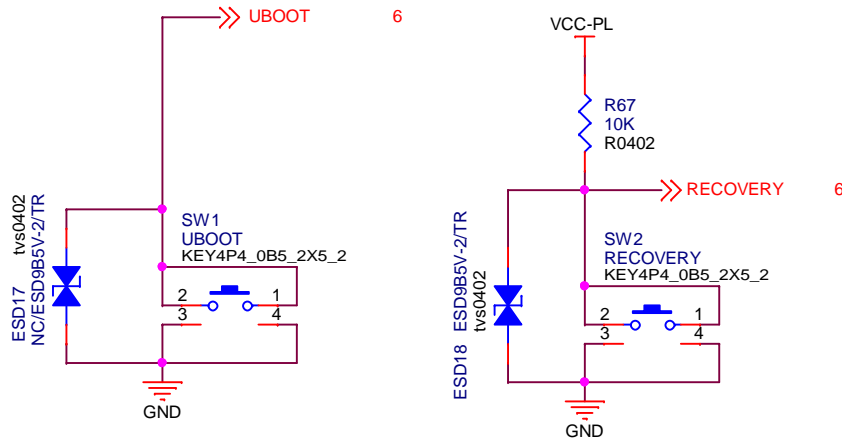 UBOOT 6
ESD17
NC/ESD9B5V-2/TR
tvs0402
SW1
UBOOT
KEY4P4_0B5_2X5_2
2 1
3 4
GND
VCC-PL
R67
10K
R0402
RECOVERY 6
ESD18 ESD9B5V-2/TR
tvs0402
SW2
RECOVERY
KEY4P4_0B5_2X5_2
2 1
3 4
GND